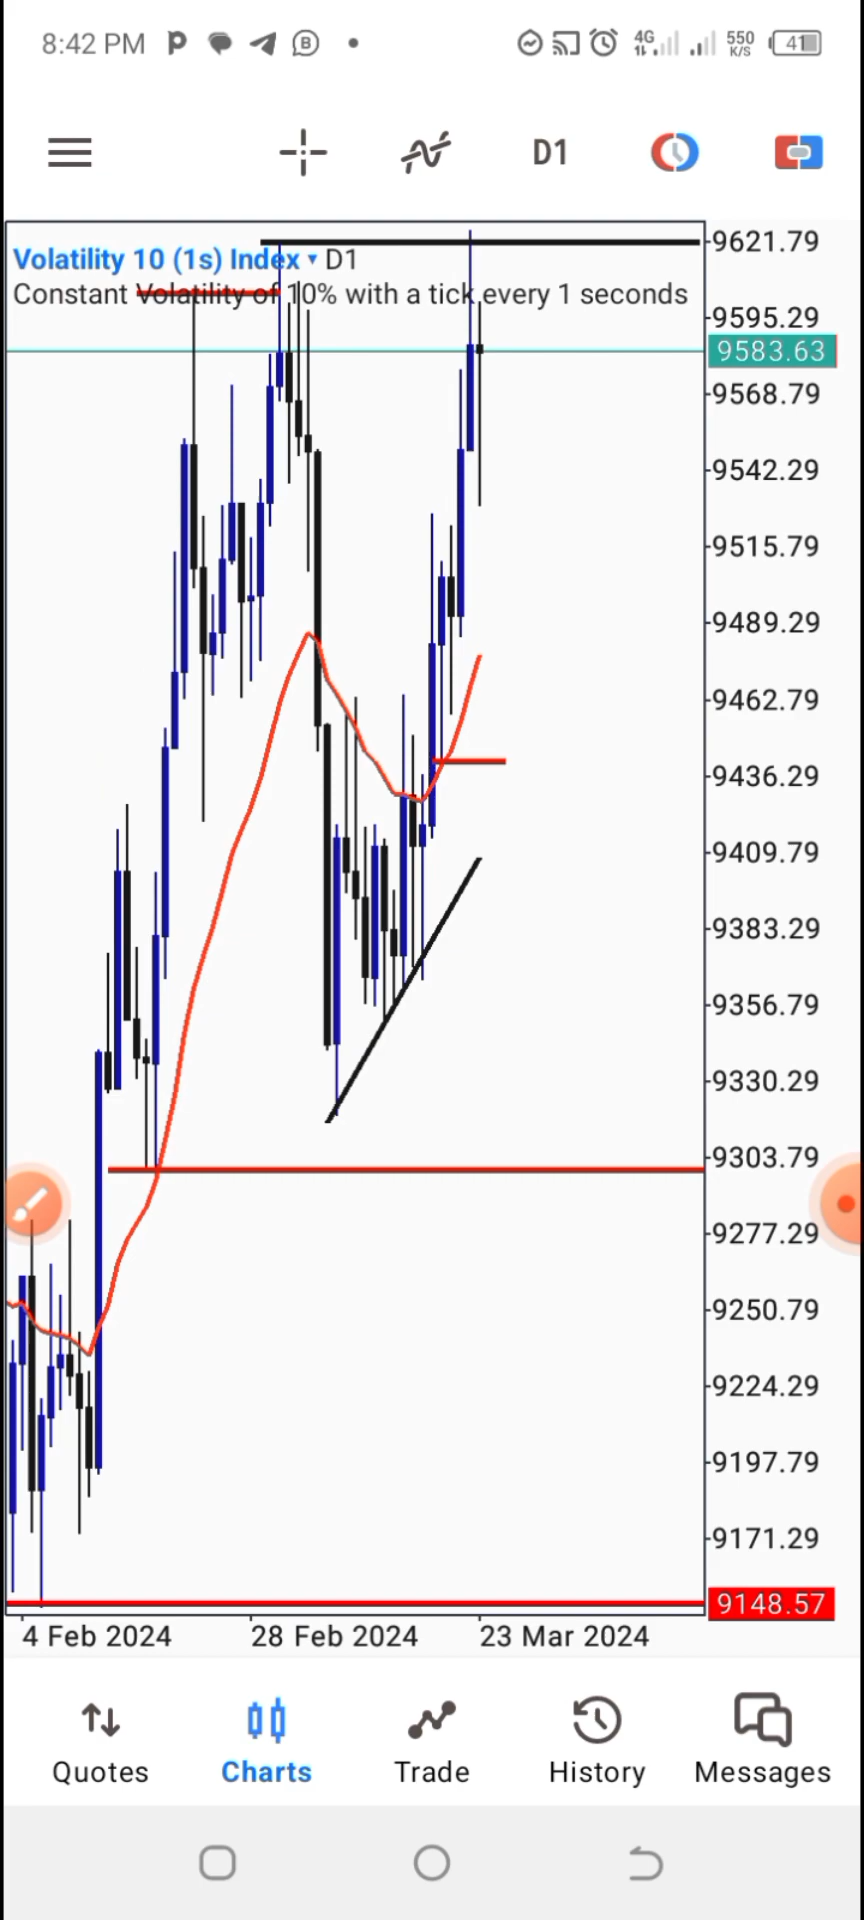 8:42 PM
4G
550
K/S
41
D1
Volatility 10 (1s) Index ▾ D1
Constant Volatility of 10% with a tick every 1 seconds
9621.79
9595.29
9583.63
9568.79
9542.29
9515.79
9489.29
9462.79
9436.29
9409.79
9383.29
9356.79
9330.29
9303.79
9277.29
9250.79
9224.29
9197.79
9171.29
9148.57
4 Feb 2024 28 Feb 2024 23 Mar 2024
Quotes Charts Trade History Messages